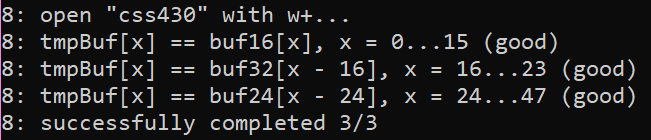 8: open "css430" with w+...
8: tmpBuf[x] == buf16[x], x = 0...15 (good)
8: tmpBuf[x] == buf32[x - 16], x = 16...23 (good)
8: tmpBuf[x] == buf24[x - 24], x = 24...47 (good)
8: successfully completed 3/3